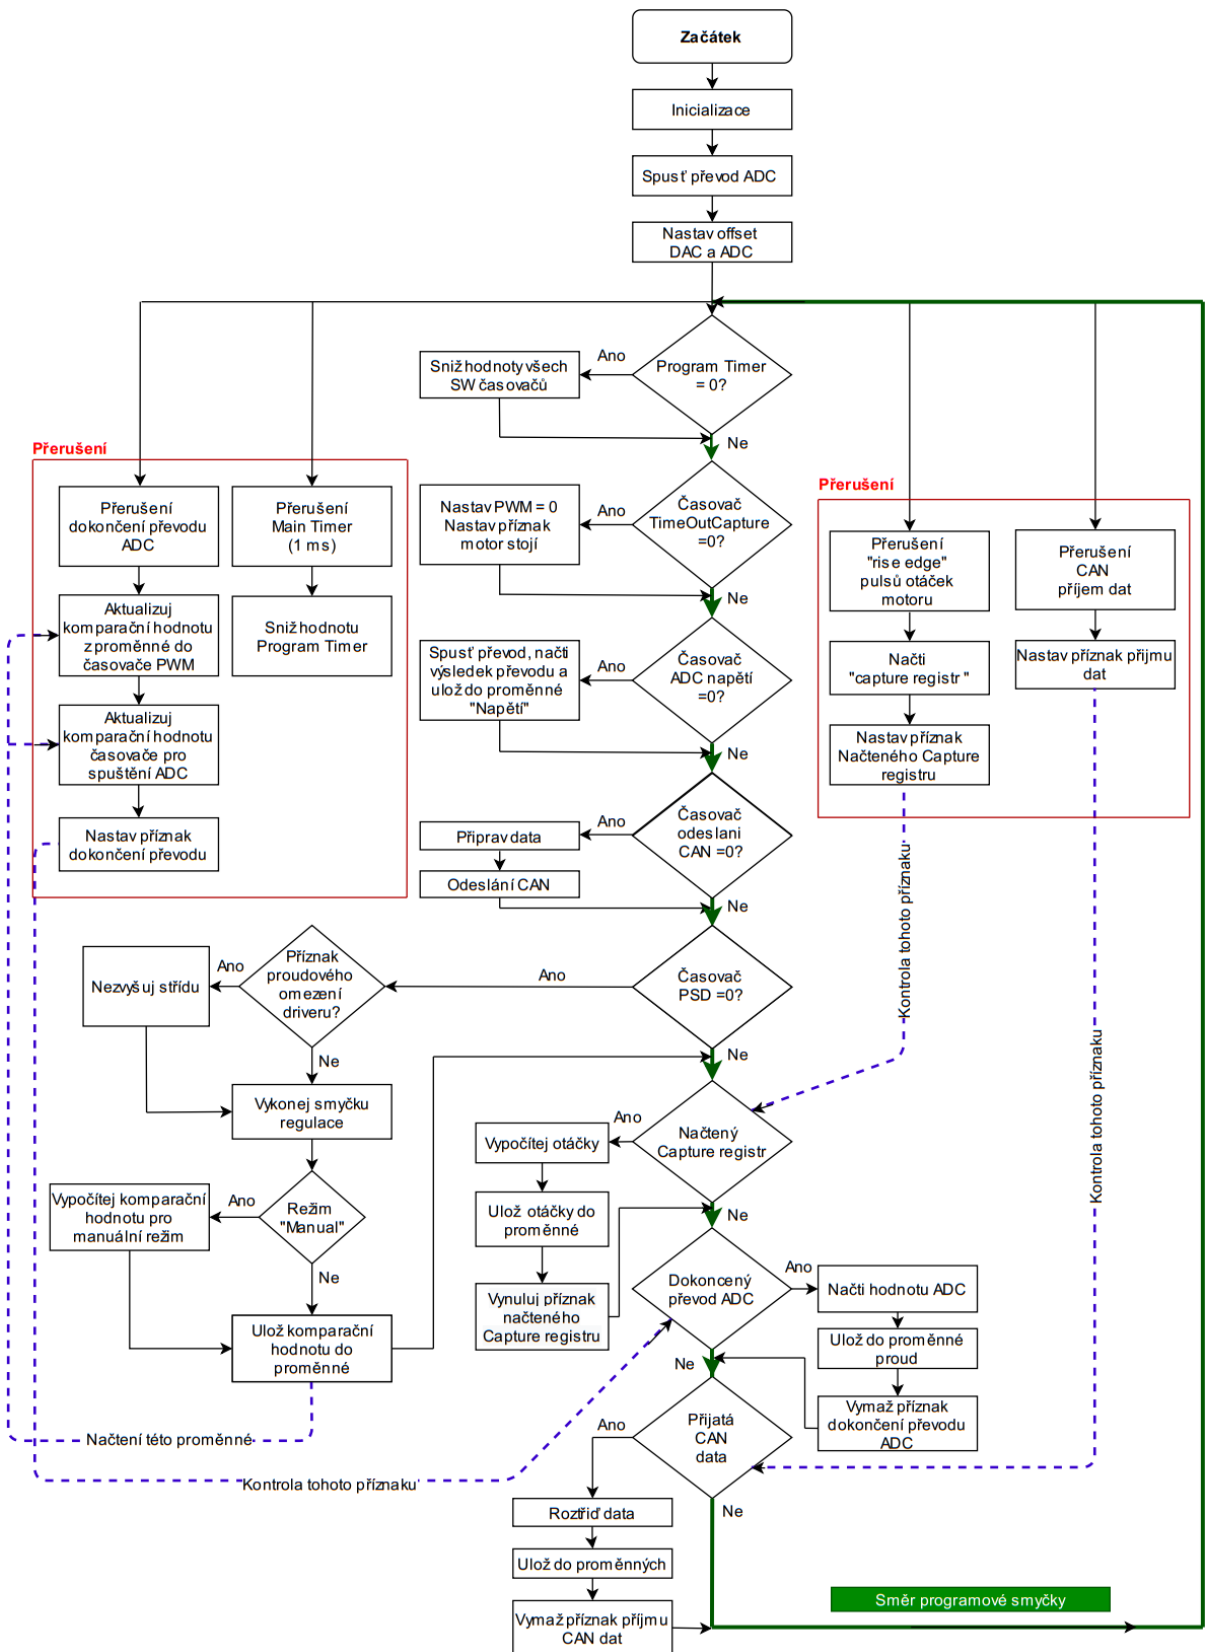 Začátek
Inicializace
Spusť převod ADC
Nastav offset
DAC a ADC
Program Timer
= 0?
Ano
Sniž hodnoty všech
SW časovačů
Ne
Časovač
TimeOutCapture
=0?
Ano
Nastav PWM = 0
Nastav příznak
motor stojí
Ne
Časovač
ADC napětí
=0?
Ano
Spusť převod, načti
výsledek převodu a
ulož do proměnné
"Napětí"
Ne
Časovač
odeslani
CAN =0?
Ano
Připrav data
Odeslání CAN
Ne
Časovač
PSD =0?
Ano
Příznak
proudového
omezení
driveru?
Ano
Nezvyšuj střídu
Ne
Vykonej smyčku
regulace
Režim
"Manual"
Ano
Vypočítej komparační
hodnotu pro
manuální režim
Ne
Ulož komparační
hodnotu do
proměnné
Ne
Načtený
Capture registr
Ano
Vypočítej otáčky
Ulož otáčky do
proměnné
Vynuluj příznak
načteného
Capture registru
Ne
Dokoncený
převod ADC
Ano
Načti hodnotu ADC
Ulož do proměnné
proud
Vymaž příznak
dokončení převodu
ADC
Ne
Přijatá
CAN
data
Ano
Roztřiď data
Ulož do proměnných
Vymaž příznak příjmu
CAN dat
Ne
Směr programové smyčky
Přerušení
Přerušení
dokončení převodu
ADC
Aktualizuj
komparační hodnotu
z proměnné do
časovače PWM
Aktualizuj
komparační hodnotu
časovače pro
spuštění ADC
Nastav příznak
dokončení převodu
Přerušení
Main Timer
(1 ms)
Sniž hodnotu
Program Timer
Přerušení
Přerušení
"rise edge"
pulsů otáček
motoru
Načti
"capture registr "
Nastav příznak
Načteného Capture
registru
Přerušení
CAN
příjem dat
Nastav příznak přijmu
dat
Kontrola tohoto příznaku
Kontrola tohoto příznaku
Načtení této proměnné
Kontrola tohoto příznaku